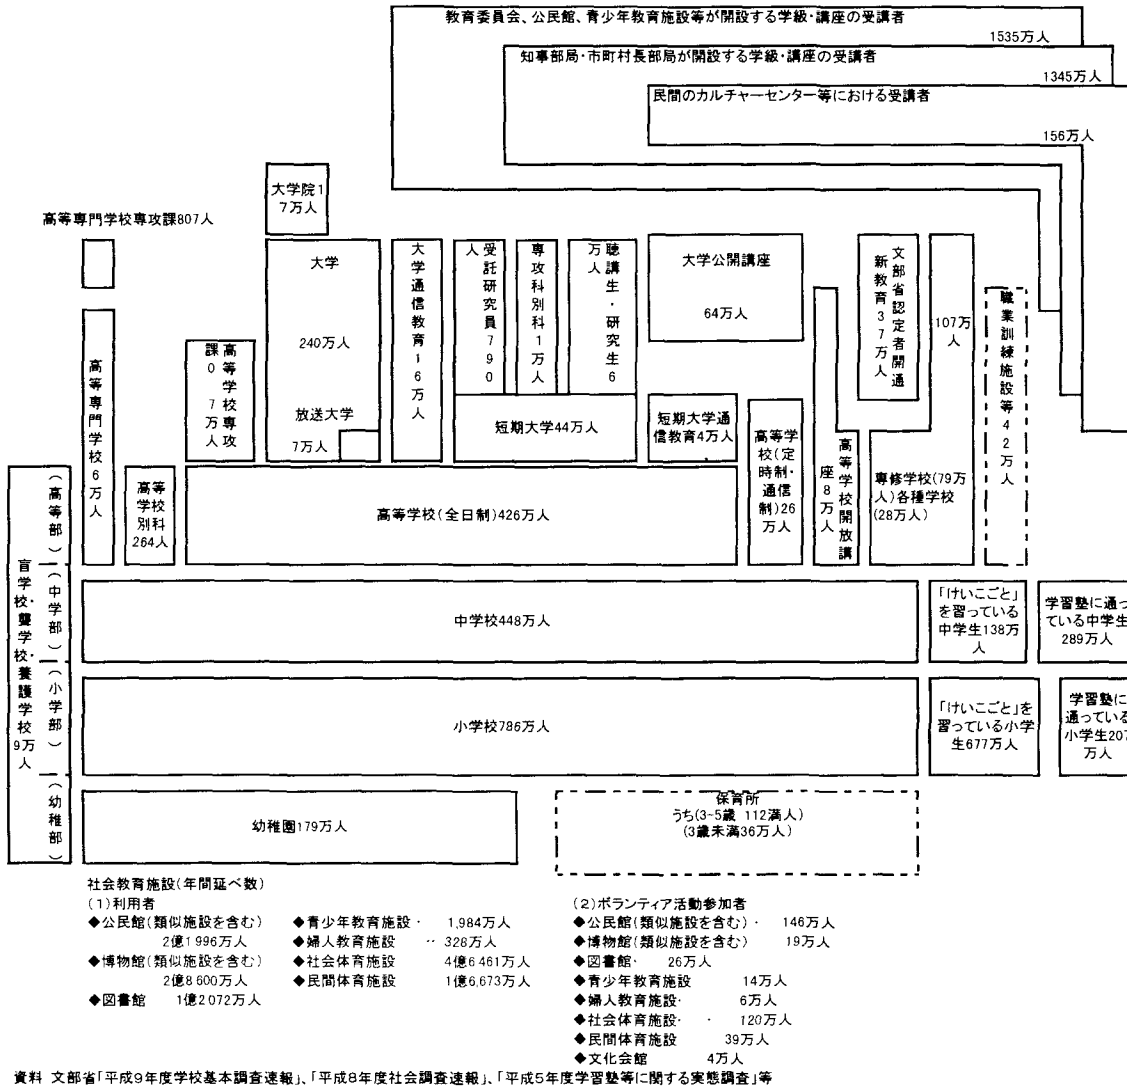 教育委員会、公民館、青少年教育施設等が開設する学級・講座の受講者
1535万人
知事部局・市町村長部局が開設する学級・講座の受講者
1345万人
民間のカルチャーセンター等における受講者
156万人
大学院1
7万人
高等専門学校専攻課807人
大学
240万人
放送大学
7万人
大学通信教育16万人
受託研究員790
人
専攻科別科1万人
聴講生・研究生6
万人
大学公開講座
64万人
文部省認定者開通
新教育37万人
107万
人
職業訓練施設等42万人
高等専門学校6万人
高等学校専攻
課0 7万人
短期大学44万人
短期大学通
信教育4万人
高等学
校(定
時制・
通信
制)26
万人
高等学校開放講
座8万人
専修学校(79万
人)各種学校
(28万人)
高等
学校
別科
264人
高等学校(全日制)426万人
盲学校・聾学校・養護学校9万人
(高等部)
(中学部)
(小学部)
(幼稚部)
中学校448万人
「けいこごと」
を習っている
中学生138万
人
学習塾に通っ
ている中学生
289万人
小学校786万人
「けいこごと」を
習っている小学
生677万人
学習塾に
通っている
小学生207
万人
幼稚園179万人
保育所
うち(3-5歳 112満人)
(3歳未満36万人)
社会教育施設(年間延べ数)
(1)利用者
◆公民館(類似施設を含む)
2億1996万人
◆博物館(類似施設を含む)
2億8600万人
◆図書館 1億2072万人
◆青少年教育施設・ 1,984万人
◆婦人教育施設 ・・ 328万人
◆社会体育施設 4億6461万人
◆民間体育施設 1億6,673万人
(2)ボランティア活動参加者
◆公民館(類似施設を含む)・ 146万人
◆博物館(類似施設を含む) 19万人
◆図書館・ 26万人
◆青少年教育施設 14万人
◆婦人教育施設・ 6万人
◆社会体育施設・ ・ 120万人
◆民間体育施設 39万人
◆文化会館 4万人
資料 文部省「平成9年度学校基本調査速報」、「平成8年度社会調査速報」、「平成5年度学習塾等に関する実態調査」等